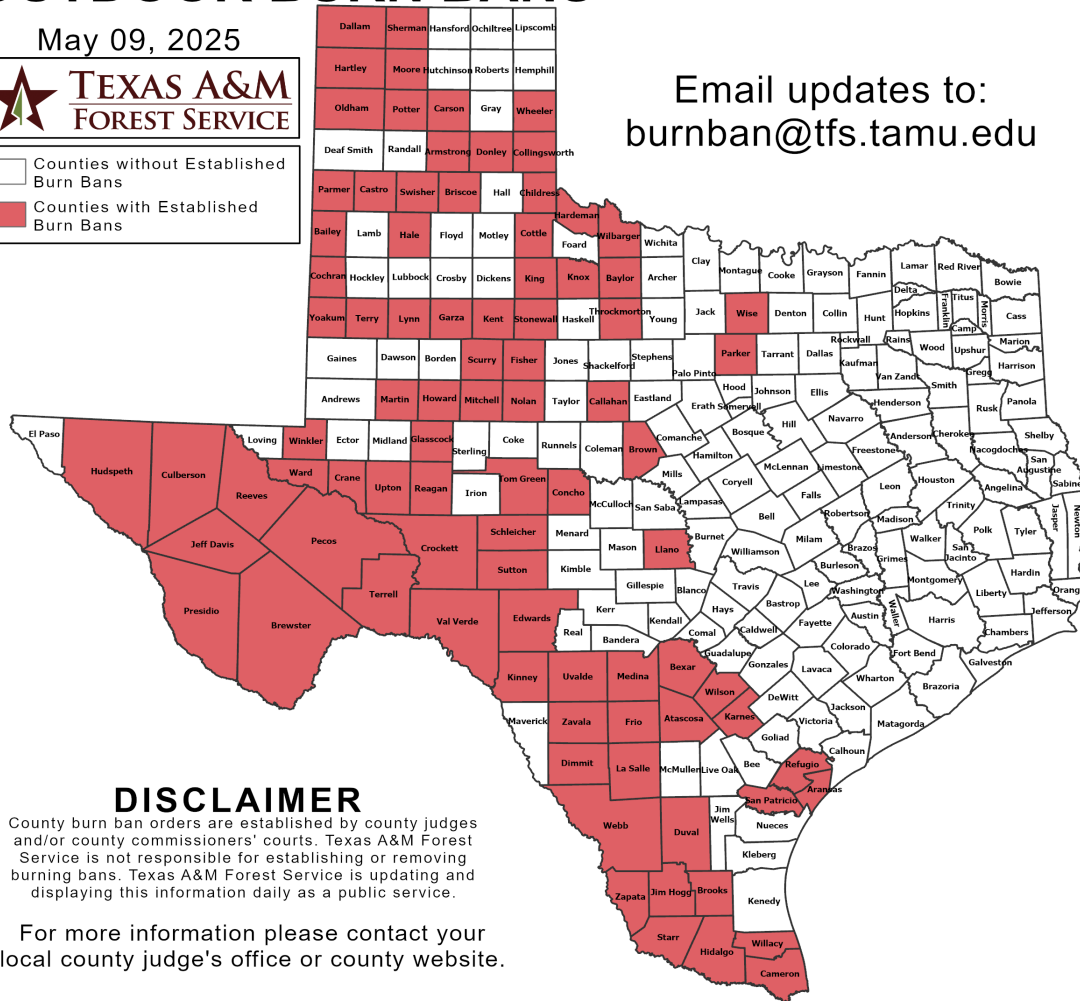 OUTDOOR BURN BANS
May 09, 2025
TEXAS A&M
FOREST SERVICE
Counties without Established
Burn Bans
Counties with Established
Burn Bans
Email updates to:
burnban@tfs.tamu.edu
Dallam Sherman Hansford Ochiltree Lipscomb
Hartley Moore Hutchinson Roberts Hemphill
Oldham Potter Carson Gray Wheeler
Deaf Smith Randall Armstrong Donley Collingsworth
Parmer Castro Swisher Briscoe Hall Childress
Hardeman
Bailey Lamb Hale Floyd Motley Cottle Foard Wilbarger Wichita
Clay Montague Cooke Grayson Fannin Lamar Red River Bowie
Cochran Hockley Lubbock Crosby Dickens King Knox Baylor Archer
Delta Franklin Titus Morris Cass
Yoakum Terry Lynn Garza Kent Stonewall Haskell Throckmorton Young Jack Wise Denton Collin Hunt Hopkins Camp
Rockwall Rains Wood Upshur Marion
Gaines Dawson Borden Scurry Fisher Jones Shackelford Stephens Palo Pinto Parker Tarrant Dallas Kaufman Van Zandt Smith Gregg Harrison
Andrews Martin Howard Mitchell Nolan Taylor Callahan Eastland Erath Hood Somervell Johnson Ellis Henderson Rusk Panola
El Paso Loving Winkler Ector Midland Glasscock Sterling Coke Runnels Coleman Brown Comanche Bosque Hill Navarro Anderson Cherokee Nacogdoches Shelby
Hudspeth Culberson Reeves Ward Crane Upton Reagan Irion Tom Green Concho McCulloch San Saba Mills Hamilton Coryell McLennan Limestone Freestone Leon Houston Angelina San
Augustine Sabine
Lampasas Bell Falls Robertson Madison Trinity Polk Tyler Jasper Newton
Jeff Davis Pecos Crockett Schleicher Menard Mason Llano Burnet Williamson Milam Brazos Grimes Walker San
Jacinto Hardin
Presidio Brewster Terrell Sutton Kimble Gillespie Blanco Travis Lee Burleson Washington Montgomery Liberty Orang
Val Verde Edwards Real Kerr Bandera Kendall Comal Hays Caldwell Bastrop Fayette Austin Waller Harris Chambers Jefferson
Kinney Uvalde Medina Bexar Guadalupe Gonzales Lavaca Colorado Fort Bend Galveston
Maverick Zavala Frio Atascosa Wilson Karnes DeWitt Victoria Jackson Wharton Matagorda Brazoria
Dimmit La Salle McMullen Live Oak Bee Goliad Refugio Calhoun
Aransas San Patricio
Webb Duval Jim
Wells Nueces
Kleberg
Zapata Jim Hogg Brooks Kenedy
Starr Hidalgo Willacy
Cameron
DISCLAIMER
County burn ban orders are established by county judges
and/or county commissioners' courts. Texas A&M Forest
Service is not responsible for establishing or removing
burning bans. Texas A&M Forest Service is updating and
displaying this information daily as a public service.
For more information please contact your
local county judge's office or county website.